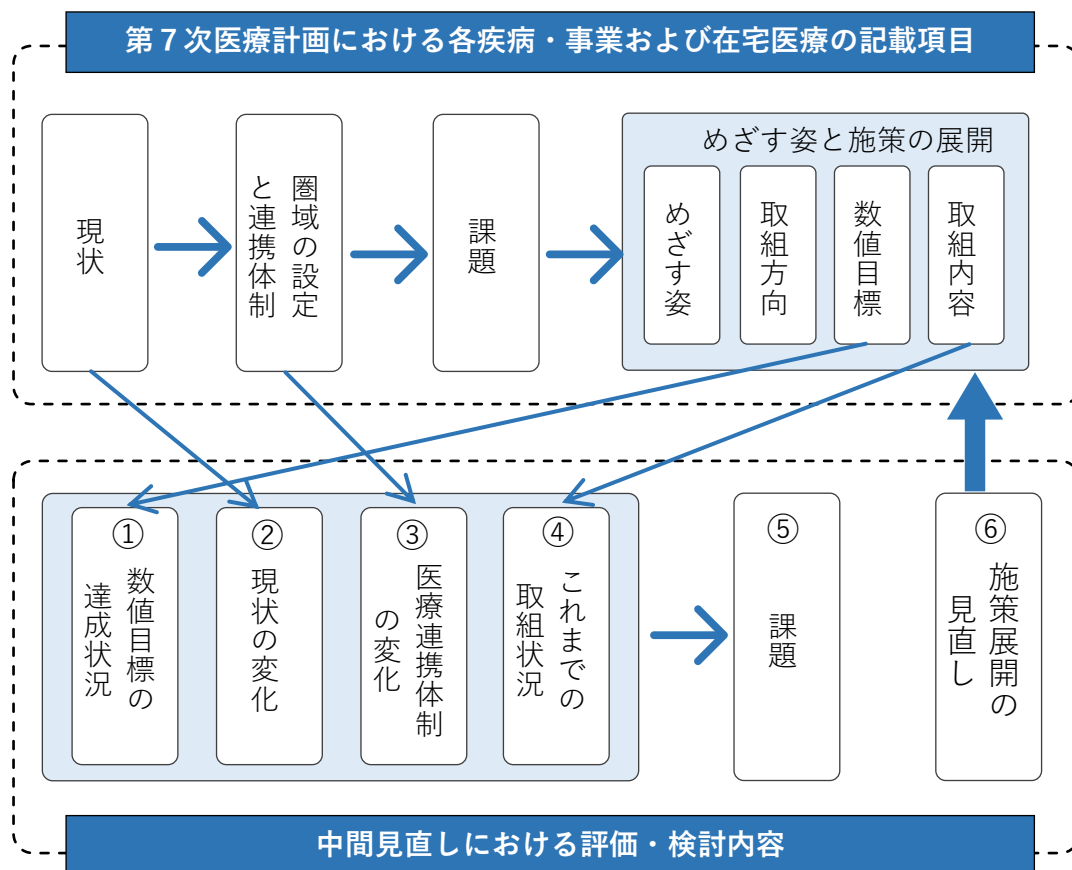 第７次医療計画における各疾病・事業および在宅医療の記載項目
現状
圏域の設定
と連携体制
課題
めざす姿と施策の展開
めざす姿
取組方向
数値目標
取組内容
①
数値目標の
達成状況
②
現状の変化
③
医療連携体制
の変化
④
これまでの
取組状況
⑤
課題
⑥
施策展開の
見直し
中間見直しにおける評価・検討内容